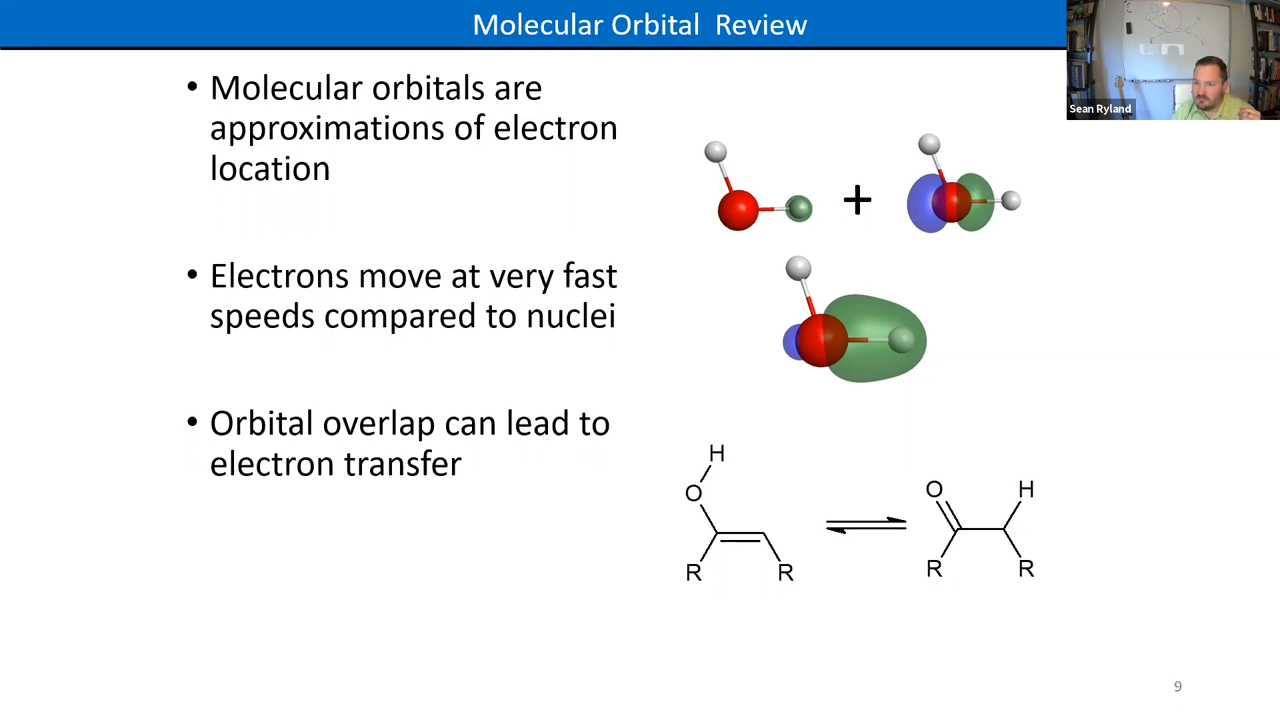 Molecular Orbital Review
Sean Ryland
• Molecular orbitals are
approximations of electron
location
+
• Electrons move at very fast
speeds compared to nuclei
• Orbital overlap can lead to
electron transfer
H
O
R
R
O
H
R
R
9